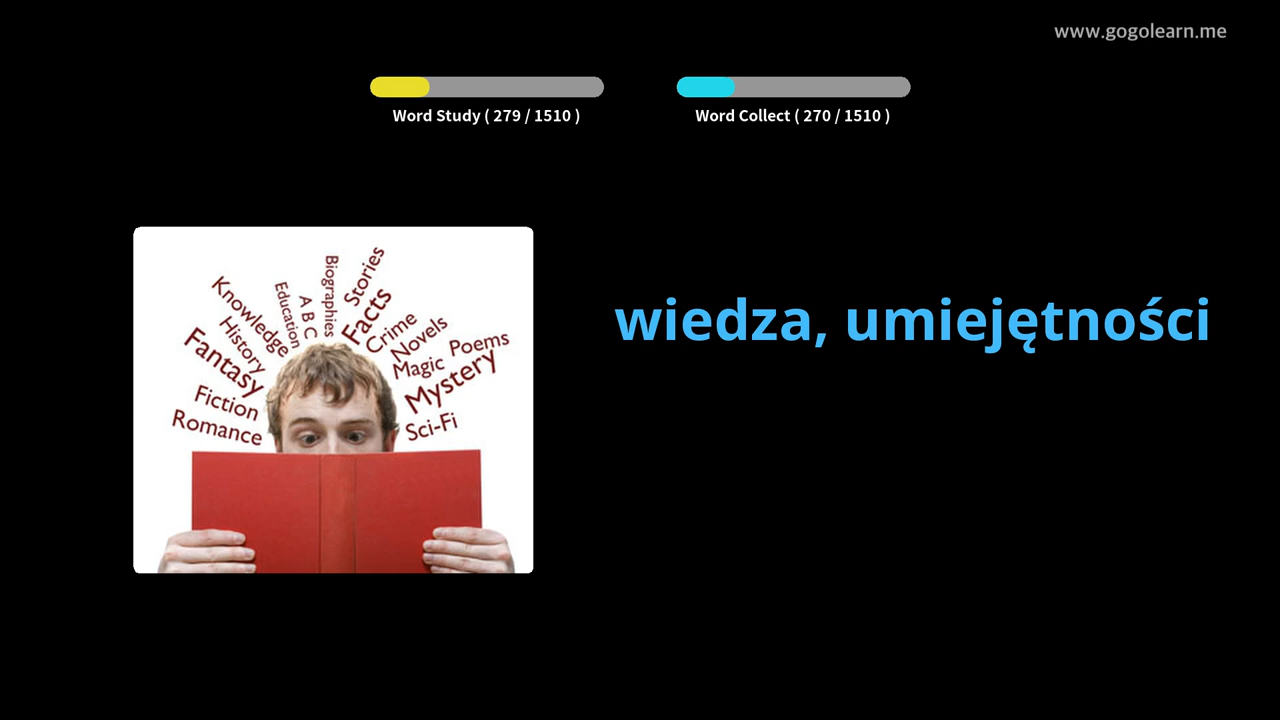 www.gogolearn.me
Word Study ( 279 / 1510 )
Word Collect ( 270 / 1510 )
wiedza, umiejętności
Knowledge
History
Fantasy
Fiction
Romance
Education
A B C
Biographies
Stories
Facts
Crime
Novels
Magic
Poems
Mystery
Sci-Fi